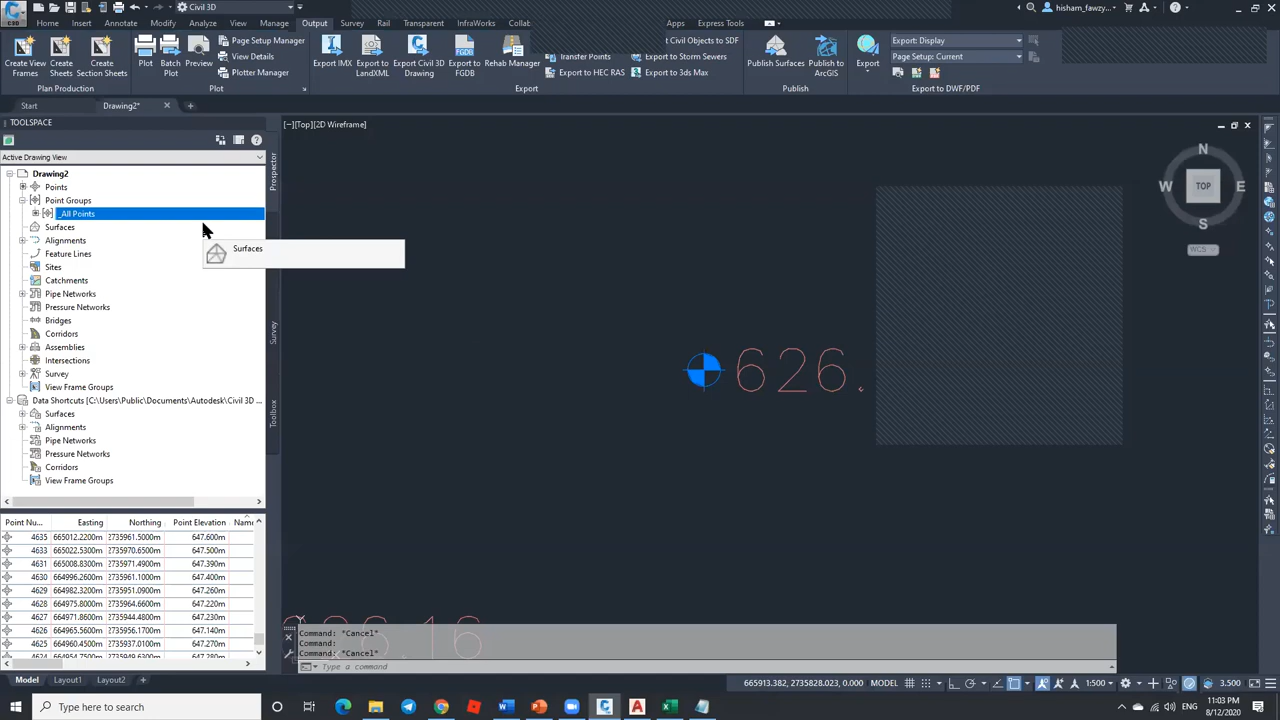 Civil 3D
hisham_fawzy...
Home Insert Annotate Modify Analyze View Manage Output Survey Rail Transparent InfraWorks Collab Apps Express Tools
Create View Frames
Create Sheets
Create Section Sheets
Plan Production
Plot
Batch Plot
Preview
Page Setup Manager
View Details
Plotter Manager
Plot
Export IMX
Export to LandXML
Export Civil 3D Drawing
Export to FGDB
Rehab Manager
Transfer Points
Export to HEC RAS
Civil Objects to SDF
Export to Storm Sewers
Export to 3ds Max
Export
Publish Surfaces
Publish to ArcGIS
Publish
Export
Export: Display
Page Setup: Current
Export to DWF/PDF
Start Drawing2*
TOOLSPACE
Active Drawing View
Drawing2
Points
Point Groups
_All Points
Surfaces
Alignments
Feature Lines
Sites
Catchments
Pipe Networks
Pressure Networks
Bridges
Corridors
Assemblies
Intersections
Survey
View Frame Groups
Data Shortcuts [C:\Users\Public\Documents\Autodesk\Civil 3D ...
Surfaces
Alignments
Pipe Networks
Pressure Networks
Corridors
View Frame Groups
Prospector
Survey
Toolbox
Surfaces
Point Nu... Easting Northing Point Elevation Name
4635 665012.2200m 2735961.5000m 647.600m
4633 665022.5300m 2735970.6500m 647.500m
4631 665008.8300m 2735971.4900m 647.390m
4630 664996.2600m 2735961.1000m 647.400m
4629 664982.3200m 2735951.0900m 647.260m
4628 664975.8000m 2735964.6600m 647.220m
4627 664971.8600m 2735944.4800m 647.230m
4626 664965.5600m 2735956.1700m 647.140m
4625 664960.4500m 2735937.0100m 647.270m
[−][Top][2D Wireframe]
N
W TOP E
S
WCS
626.
Command: *Cancel*
Command:
Command: *Cancel*
Type a command
Model Layout1 Layout2
665913.382, 2735828.023, 0.000 MODEL
1:500
3.500
Type here to search
ENG
11:03 PM
8/12/2020